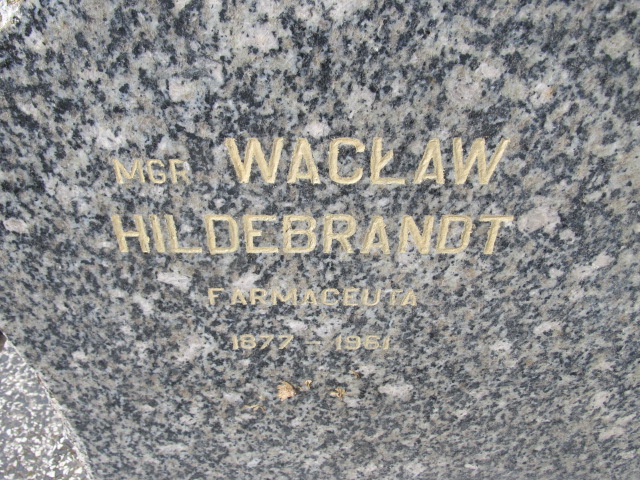 MGR WACŁAW
HILDEBRANDT
FARMACEUTA
1877 - 1961